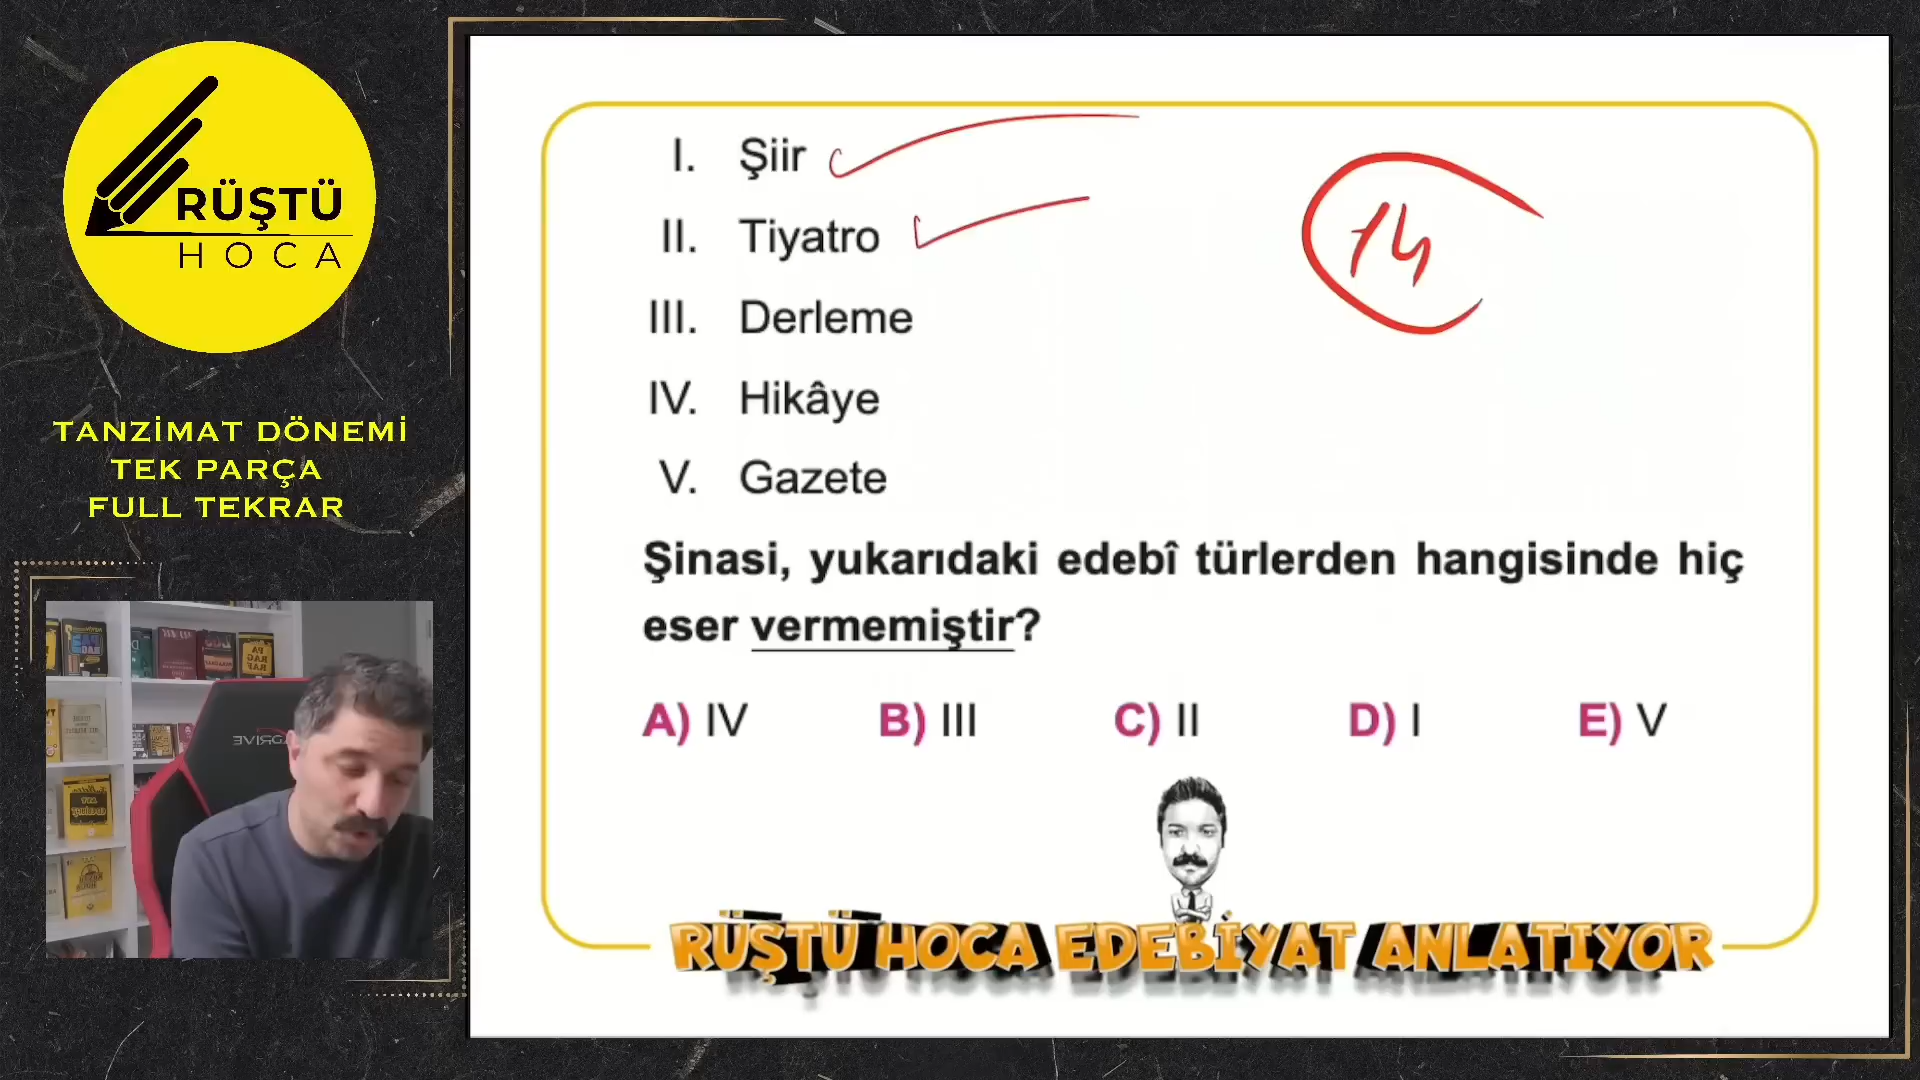 RÜŞTÜ
HOCA
TANZİMAT DÖNEMİ
TEK PARÇA
FULL TEKRAR
I. Şiir
II. Tiyatro
III. Derleme
IV. Hikâye
V. Gazete
14
Şinasi, yukarıdaki edebî türlerden hangisinde hiç
eser vermemiştir?
A) IV B) III C) II D) I E) V
RÜŞTÜ HOCA EDEBİYAT ANLATIYOR